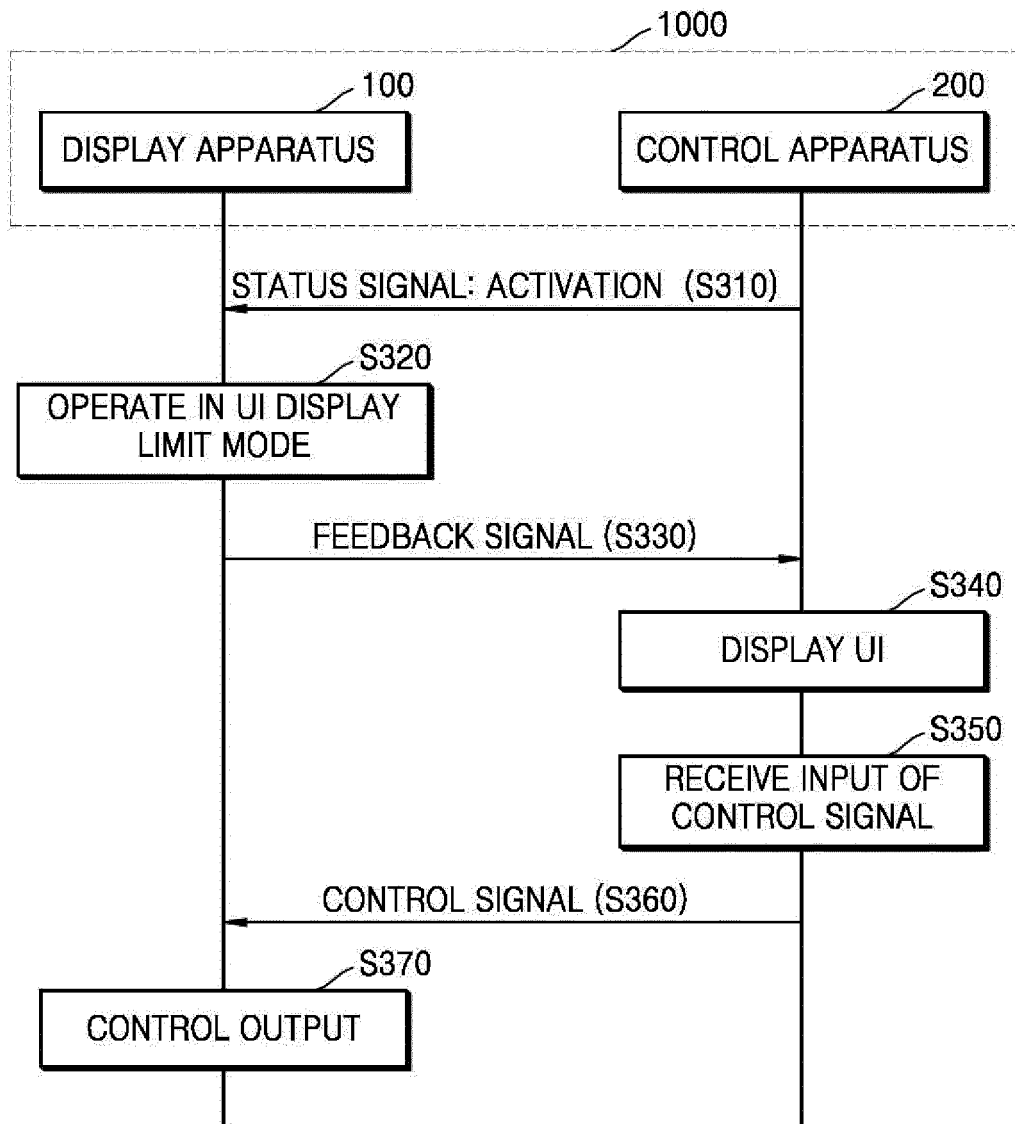 1000
100
200
DISPLAY APPARATUS
CONTROL APPARATUS
STATUS SIGNAL: ACTIVATION (S310)
S320
OPERATE IN UI DISPLAY
LIMIT MODE
FEEDBACK SIGNAL (S330)
S340
DISPLAY UI
S350
RECEIVE INPUT OF
CONTROL SIGNAL
CONTROL SIGNAL (S360)
S370
CONTROL OUTPUT